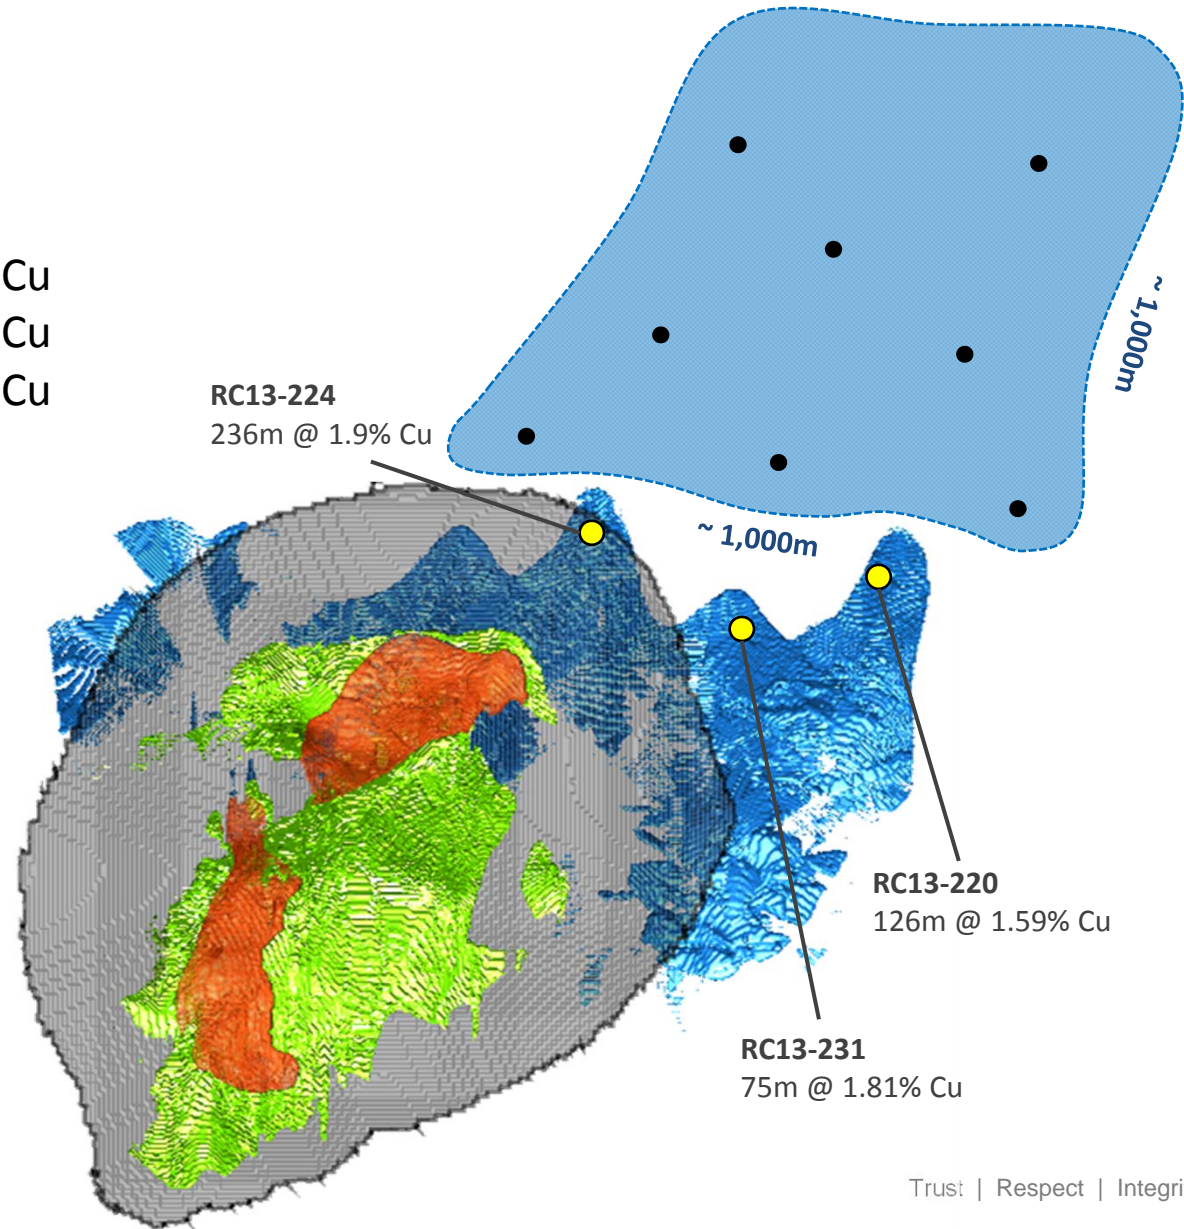 Cu
Cu
Cu
RC13-224
236m @ 1.9% Cu
~ 1,000m
~ 1,000m
RC13-220
126m @ 1.59% Cu
RC13-231
75m @ 1.81% Cu
Trust | Respect | Integri